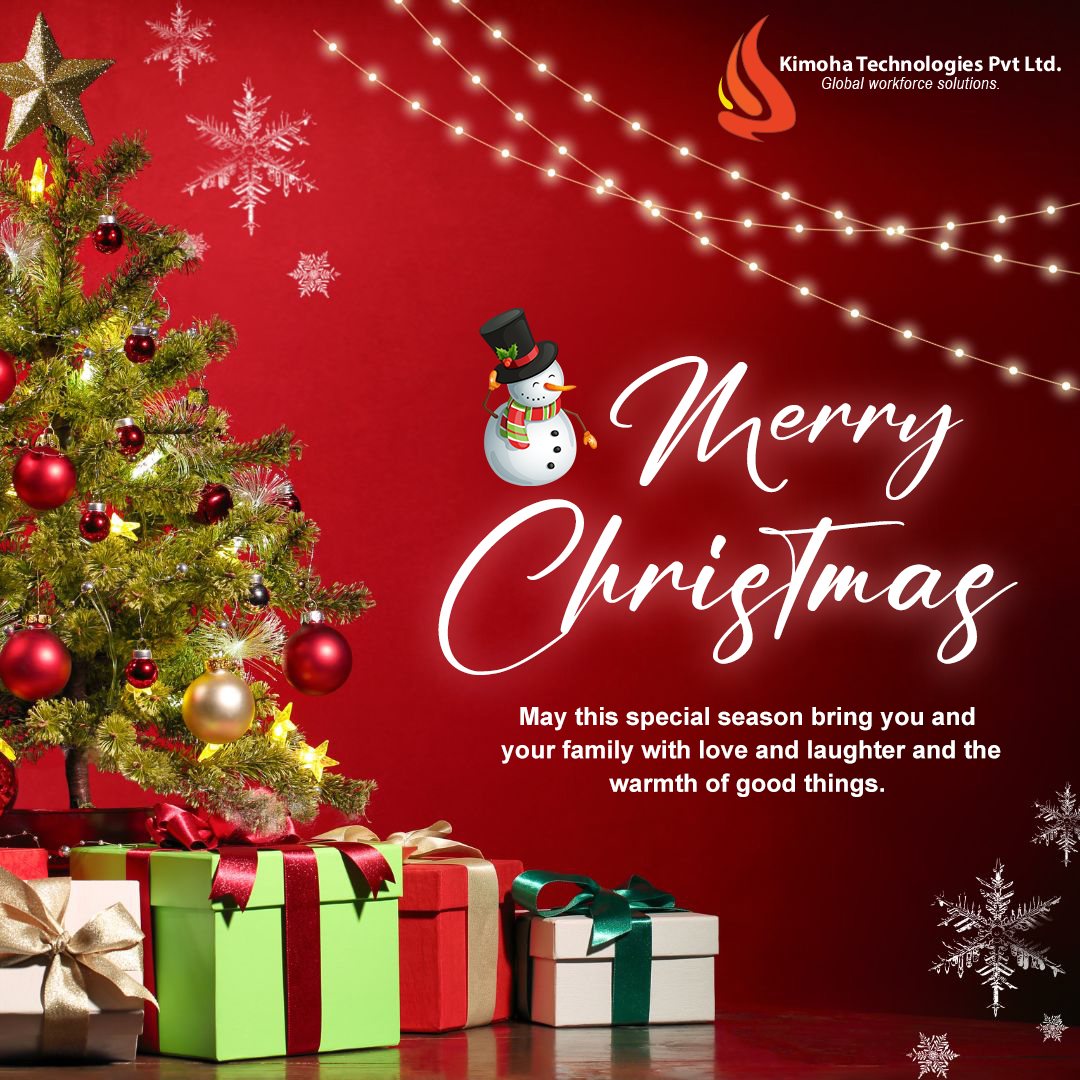 Kimoha Technologies Pvt Ltd.
Global workforce solutions.
Merry
Christmas
May this special season bring you and
your family with love and laughter and the
warmth of good things.